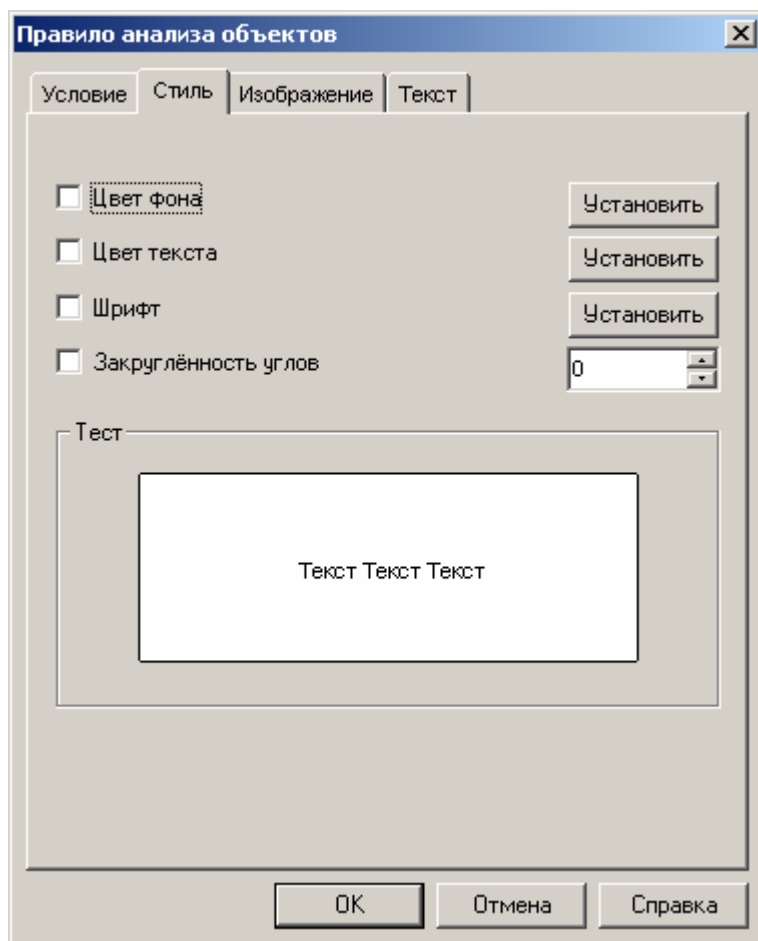 Правило анализа объектов
Условие Стиль Изображение Текст
Цвет фона Установить
Цвет текста Установить
Шрифт Установить
Закруглённость углов 0
Тест
Текст Текст Текст
ОК Отмена Справка